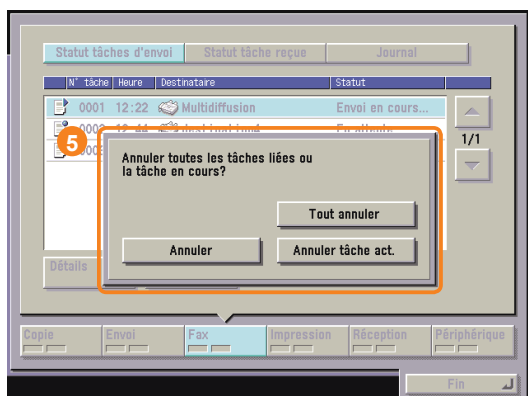 Statut tâches d'envoi Statut tâche reçue Journal
N° tâche Heure Destinataire Statut
0001 12:22 Multidiffusion Envoi en cours...
1/1
5
Annuler toutes les tâches liées ou
la tâche en cours?
Tout annuler
Annuler Annuler tâche act.
Détails
Copie Envoi Fax Impression Réception Périphérique
Fin